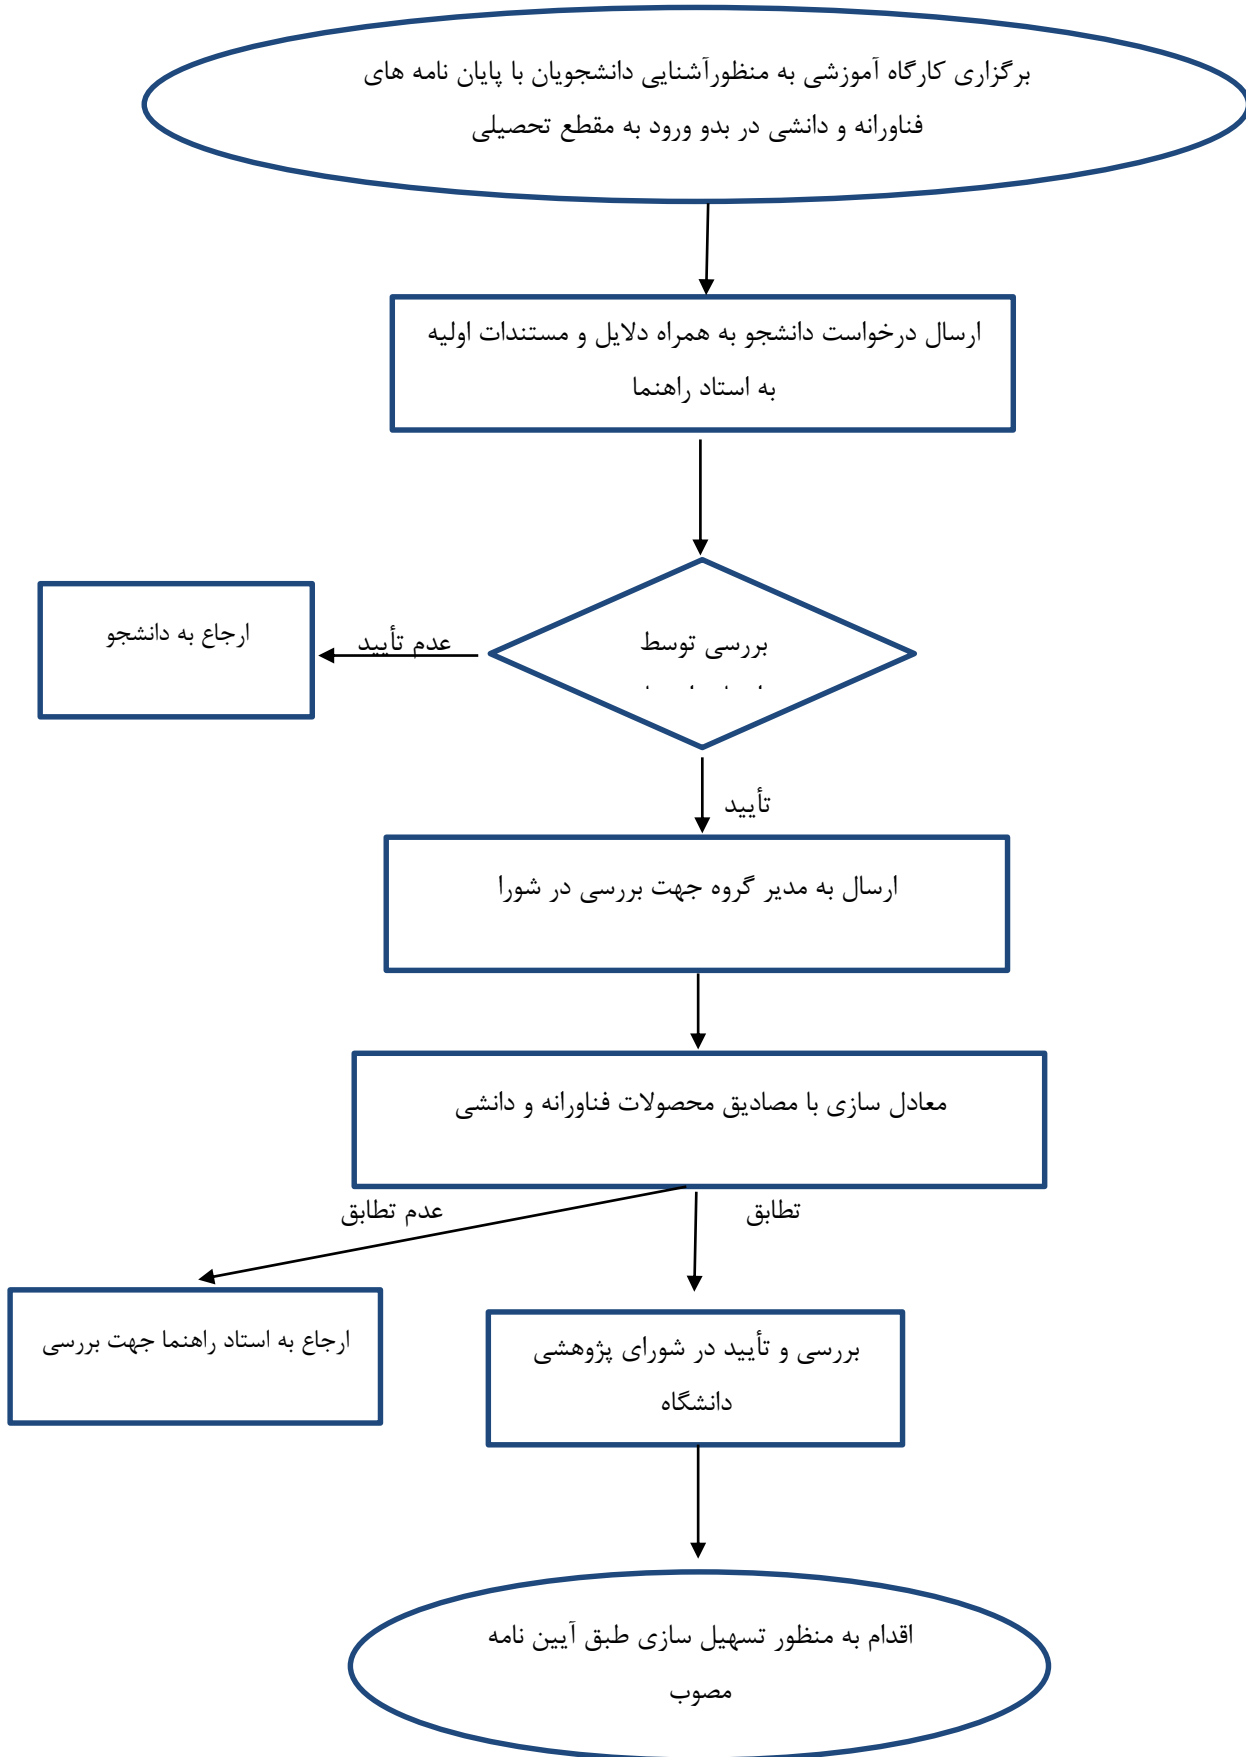 برگزاری کارگاه آموزشی به منظورآشنایی دانشجویان با پایان نامه های
فناورانه و دانشی در بدو ورود به مقطع تحصیلی
ارسال درخواست دانشجو به همراه دلایل و مستندات اولیه
به استاد راهنما
بررسی توسط
عدم تأیید
ارجاع به دانشجو
تأیید
ارسال به مدیر گروه جهت بررسی در شورا
معادل سازی با مصادیق محصولات فناورانه و دانشی
تطابق
عدم تطابق
ارجاع به استاد راهنما جهت بررسی
بررسی و تأیید در شورای پژوهشی
دانشگاه
اقدام به منظور تسهیل سازی طبق آیین نامه
مصوب